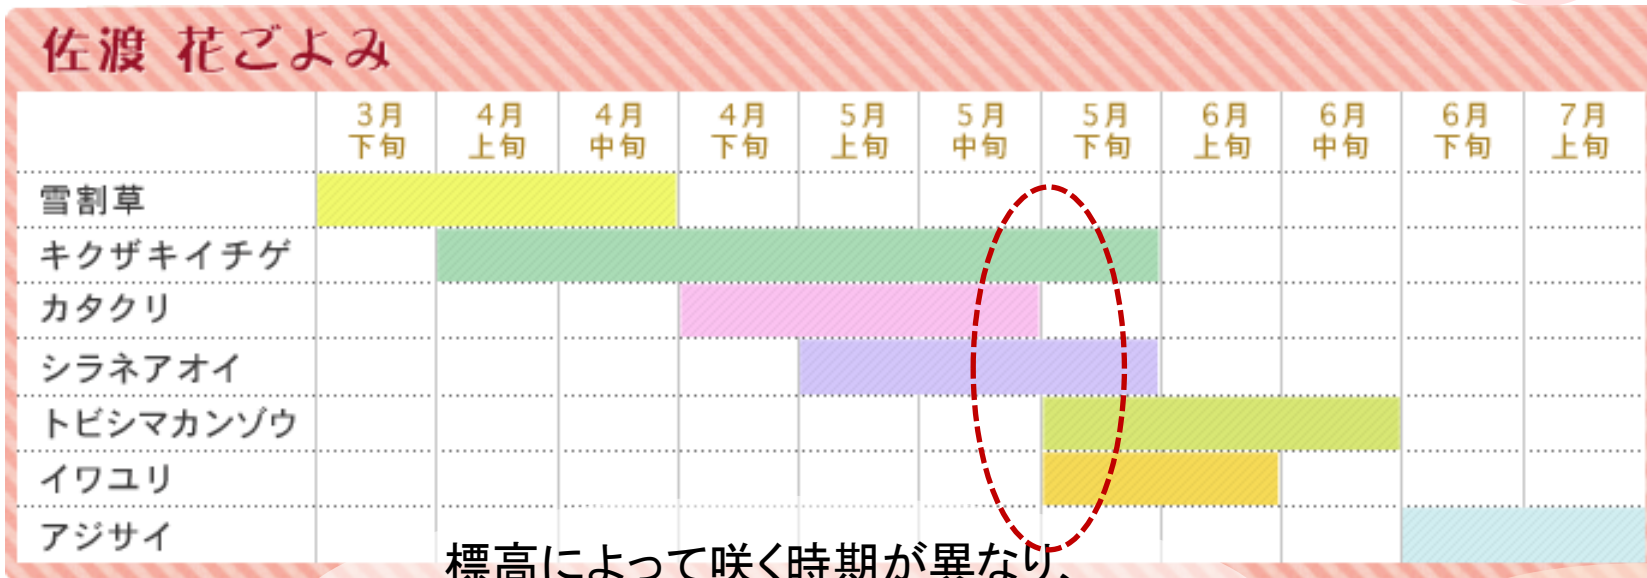 佐渡 花ごよみ
3月下旬 4月上旬 4月中旬 4月下旬 5月上旬 5月中旬 5月下旬 6月上旬 6月中旬 6月下旬 7月上旬
雪割草
キクザキイチゲ
カタクリ
シラネアオイ
トビシマカンゾウ
イワユリ
アジサイ
標高によって咲く時期が異なり、